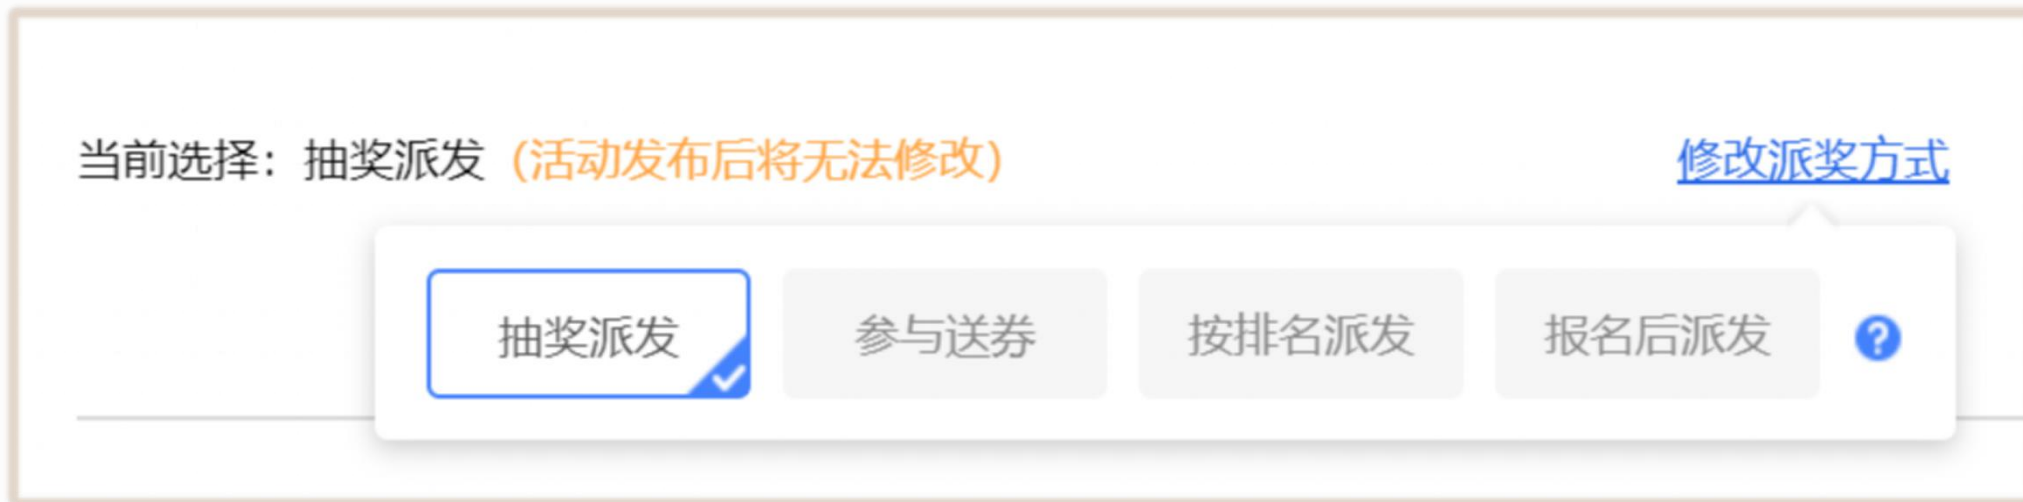 当前选择：抽奖派发（活动发布后将无法修改） 修改派奖方式
抽奖派发 参与送券 按排名派发 报名后派发 ?